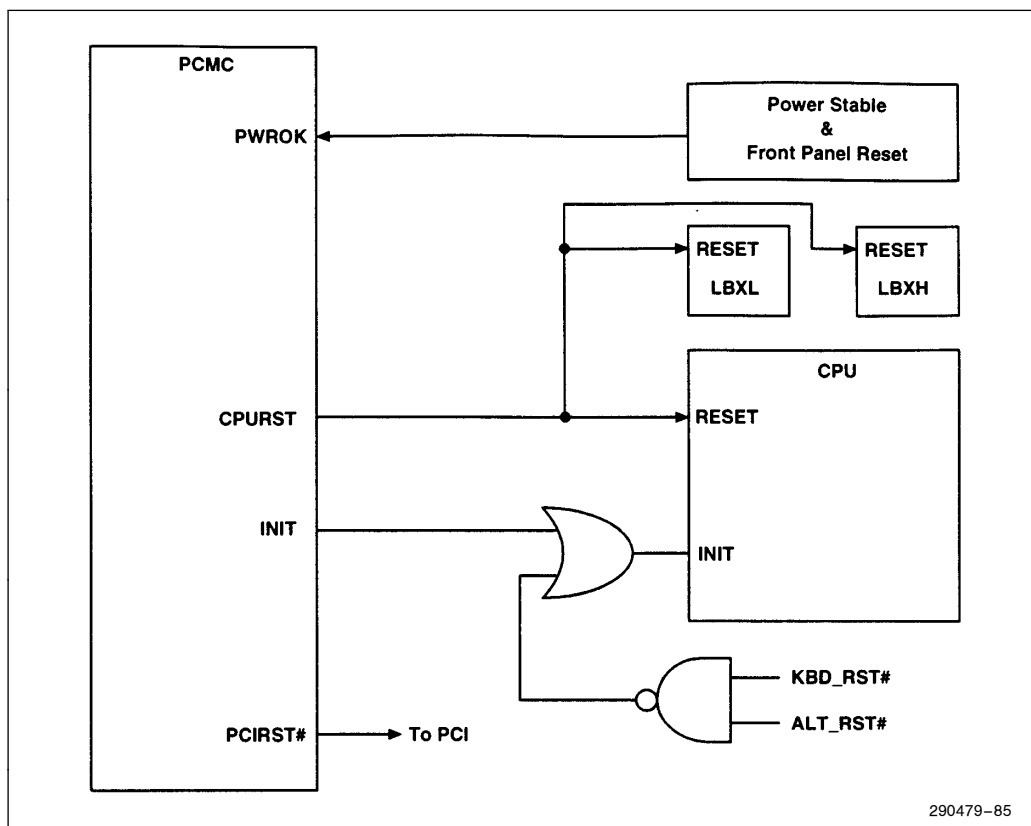 PCMC
PWROK
Power Stable
&
Front Panel Reset
RESET
LBXL
RESET
LBXH
CPU
CPURST
RESET
INIT
INIT
KBD_RST#
ALT_RST#
PCIRST#
To PCI
290479-85